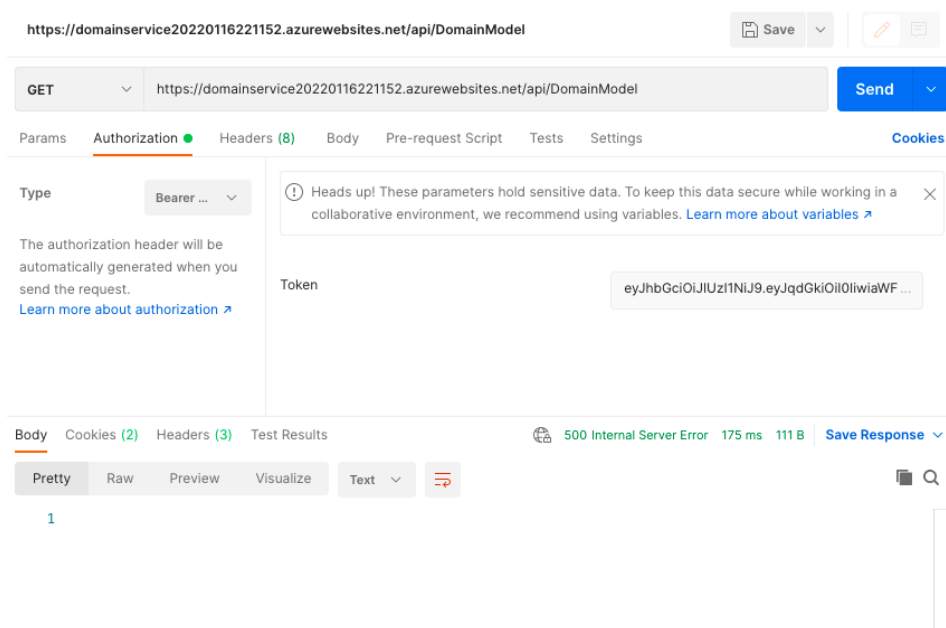 https://domainservice20220116221152.azurewebsites.net/api/DomainModel
Save
GET
https://domainservice20220116221152.azurewebsites.net/api/DomainModel
Send
Params Authorization Headers (8) Body Pre-request Script Tests Settings Cookies
Type
Bearer ...
The authorization header will be
automatically generated when you
send the request.
Learn more about authorization ↗
Heads up! These parameters hold sensitive data. To keep this data secure while working in a
collaborative environment, we recommend using variables. Learn more about variables ↗
Token
eyJhbGciOiJIUzI1NiJ9.eyJqdGkiOiI0IiwiaWF ...
Body Cookies (2) Headers (3) Test Results
500 Internal Server Error 175 ms 111 B Save Response
Pretty Raw Preview Visualize Text
1